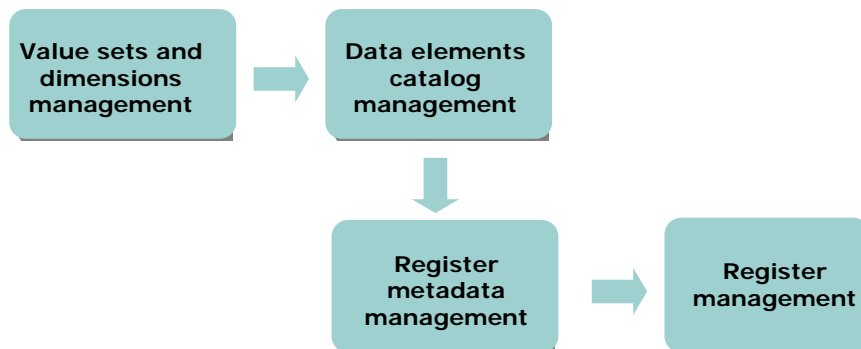 Value sets and
dimensions
management
Data elements
catalog
management
Register
metadata
management
Register
management